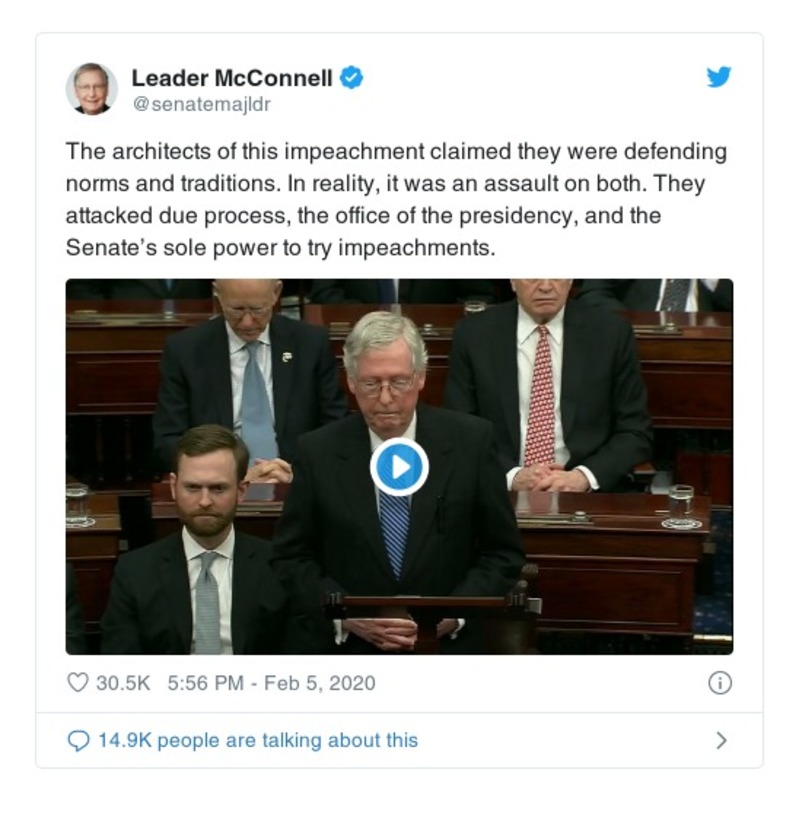 Leader McConnell
@senatemajldr
The architects of this impeachment claimed they were defending
norms and traditions. In reality, it was an assault on both. They
attacked due process, the office of the presidency, and the
Senate’s sole power to try impeachments.
30.5K 5:56 PM - Feb 5, 2020
14.9K people are talking about this